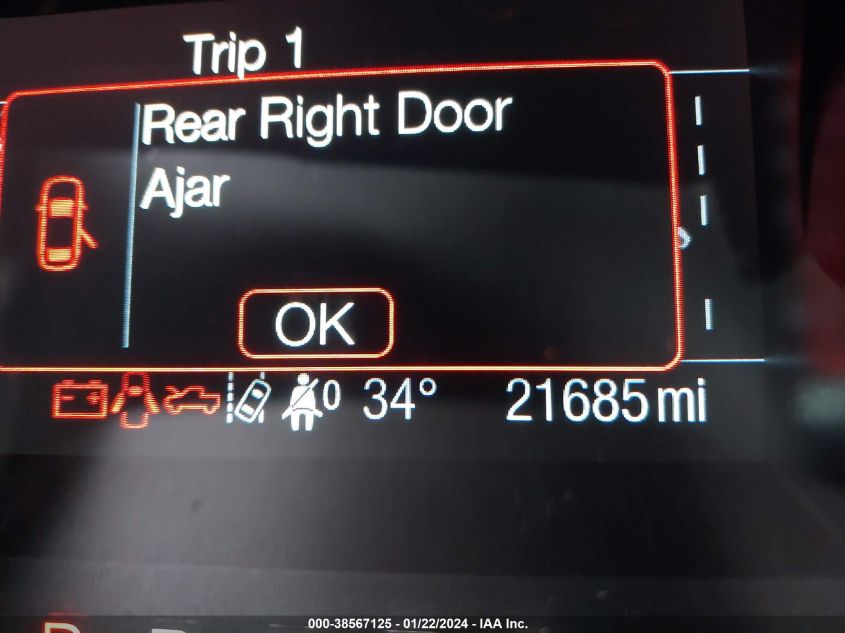 Trip 1
Rear Right Door
Ajar
OK
0 34° 21685 mi
000-38567125 - 01/22/2024 - IAA Inc.